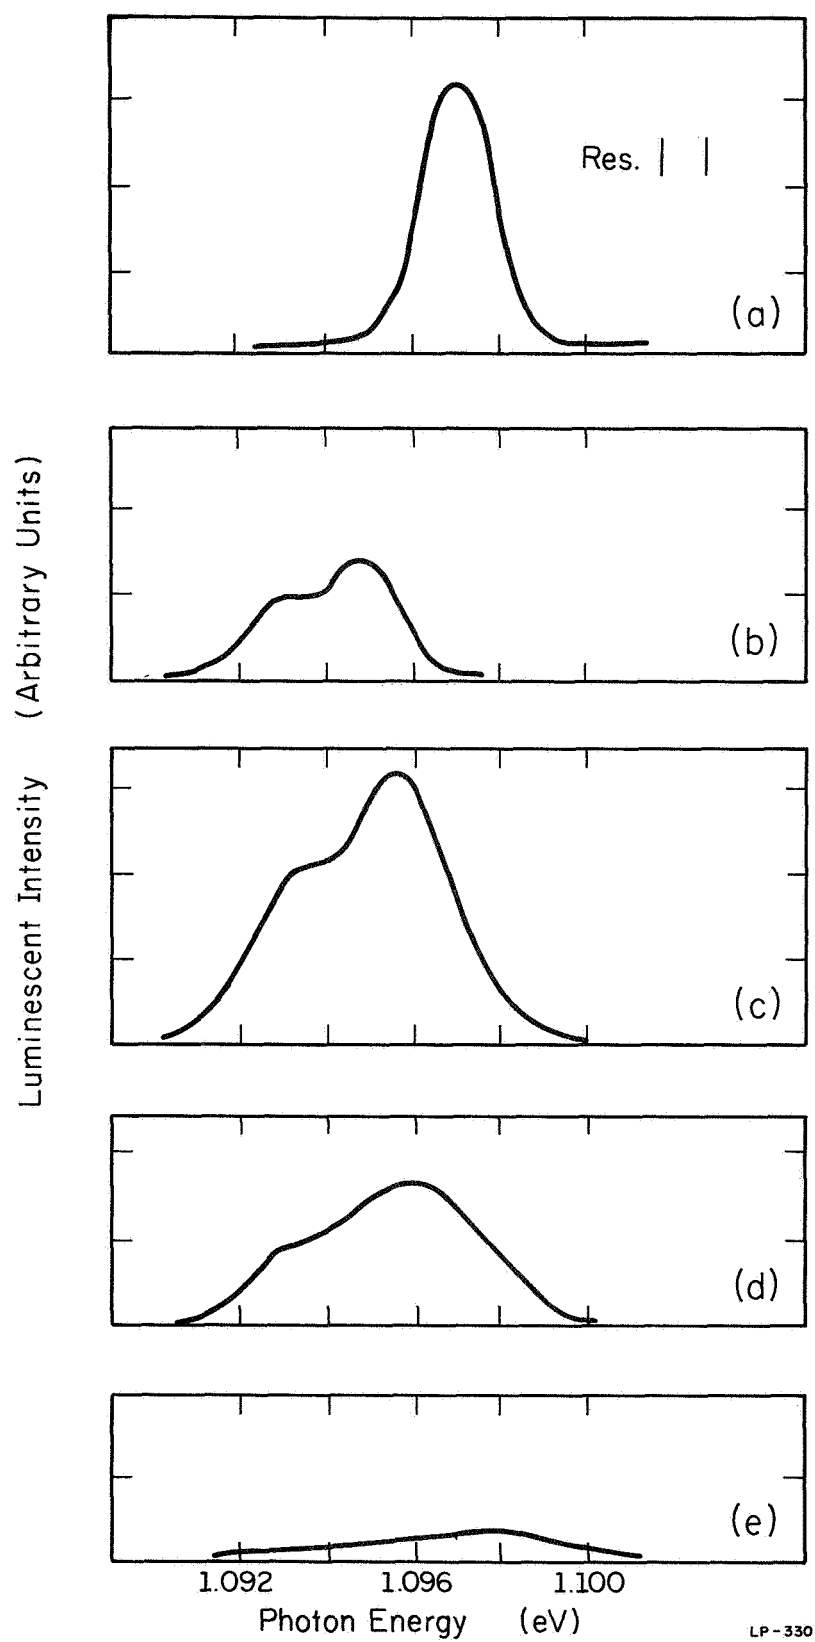 Res.
(a)
(b)
(c)
(d)
(e)
Luminescent Intensity (Arbitrary Units)
1.092 1.096 1.100
Photon Energy (eV)
LP-330